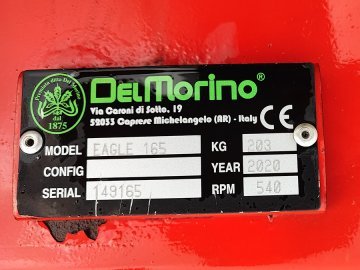 DelMorino®
Via Caroni di Sotto, 19
52033 Caprese Michelangelo (AR) - Italy
CE
dal
1875
MODEL EAGLE 165
KG 203
CONFIG
YEAR 2020
SERIAL 149165
RPM 540